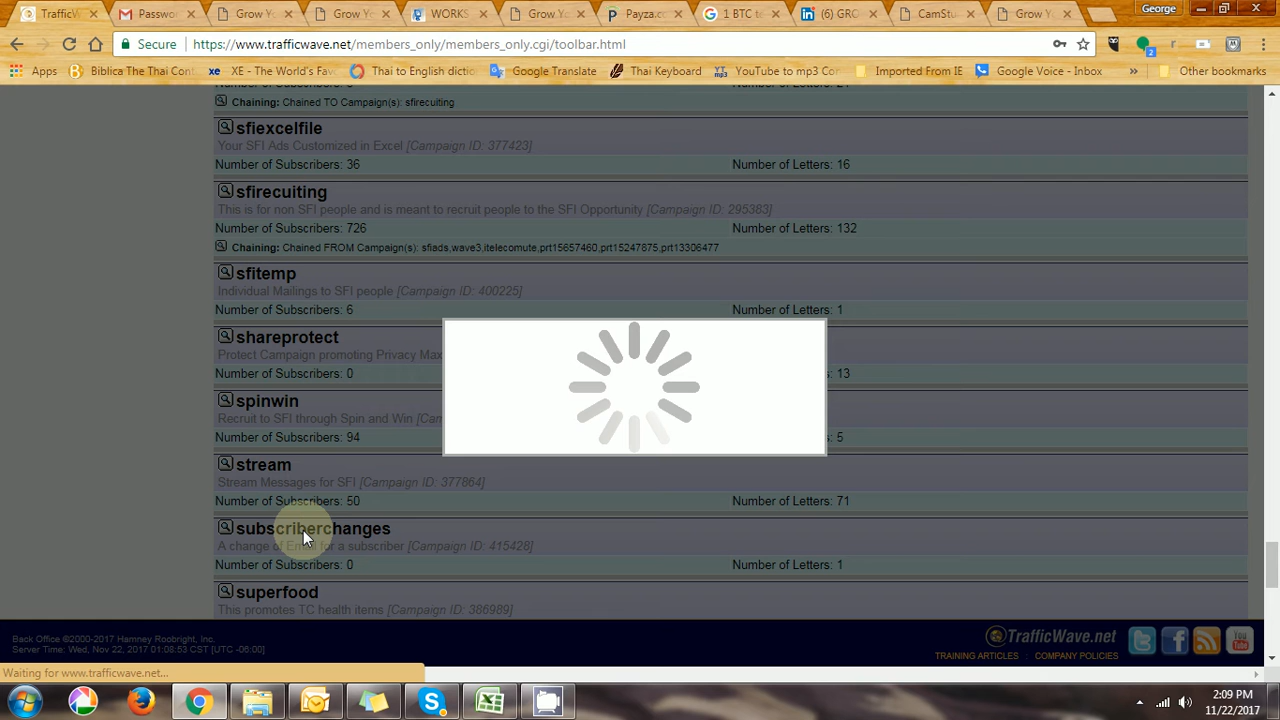 TrafficW
Passwo
Grow Y
Grow Y
WORKS
Grow Y
Payza.co
1 BTC to
(6) GRO
CamStu
Grow Y
George
Secure https://www.trafficwave.net/members_only/members_only.cgi/toolbar.html
Apps Biblica The Thai Cont XE - The World's Fav Thai to English dictic Google Translate Thai Keyboard YouTube to mp3 Con Imported From IE Google Voice - Inbox » Other bookmarks
Chaining: Chained TO Campaign(s): sfirecuiting
sfiexcelfile
Your SFI Ads Customized in Excel [Campaign ID: 377423]
Number of Subscribers: 36 Number of Letters: 16
sfirecuiting
This is for non SFI people and is meant to recruit people to the SFI Opportunity [Campaign ID: 295383]
Number of Subscribers: 726 Number of Letters: 132
Chaining: Chained FROM Campaign(s): sfiads,wave3,itelecomute,prt15657460,prt15247875,prt13306477
sfitemp
Individual Mailings to SFI people [Campaign ID: 400225]
Number of Subscribers: 6 Number of Letters: 1
shareprotect
Protect Campaign promoting Privacy Max
Number of Subscribers: 0 s: 13
spinwin
Recruit to SFI through Spin and Win [Cam
Number of Subscribers: 94 s: 5
stream
Stream Messages for SFI [Campaign ID: 377864]
Number of Subscribers: 50 Number of Letters: 71
subscriberchanges
A change of Email for a subscriber [Campaign ID: 415428]
Number of Subscribers: 0 Number of Letters: 1
superfood
This promotes TC health items [Campaign ID: 386989]
Back Office ©2000-2017 Hamney Roobright, Inc.
Server Time: Wed, Nov 22, 2017 01:08:53 CST [UTC -06:00]
TrafficWave.net
TRAINING ARTICLES : COMPANY POLICIES
Waiting for www.trafficwave.net...
2:09 PM
11/22/2017